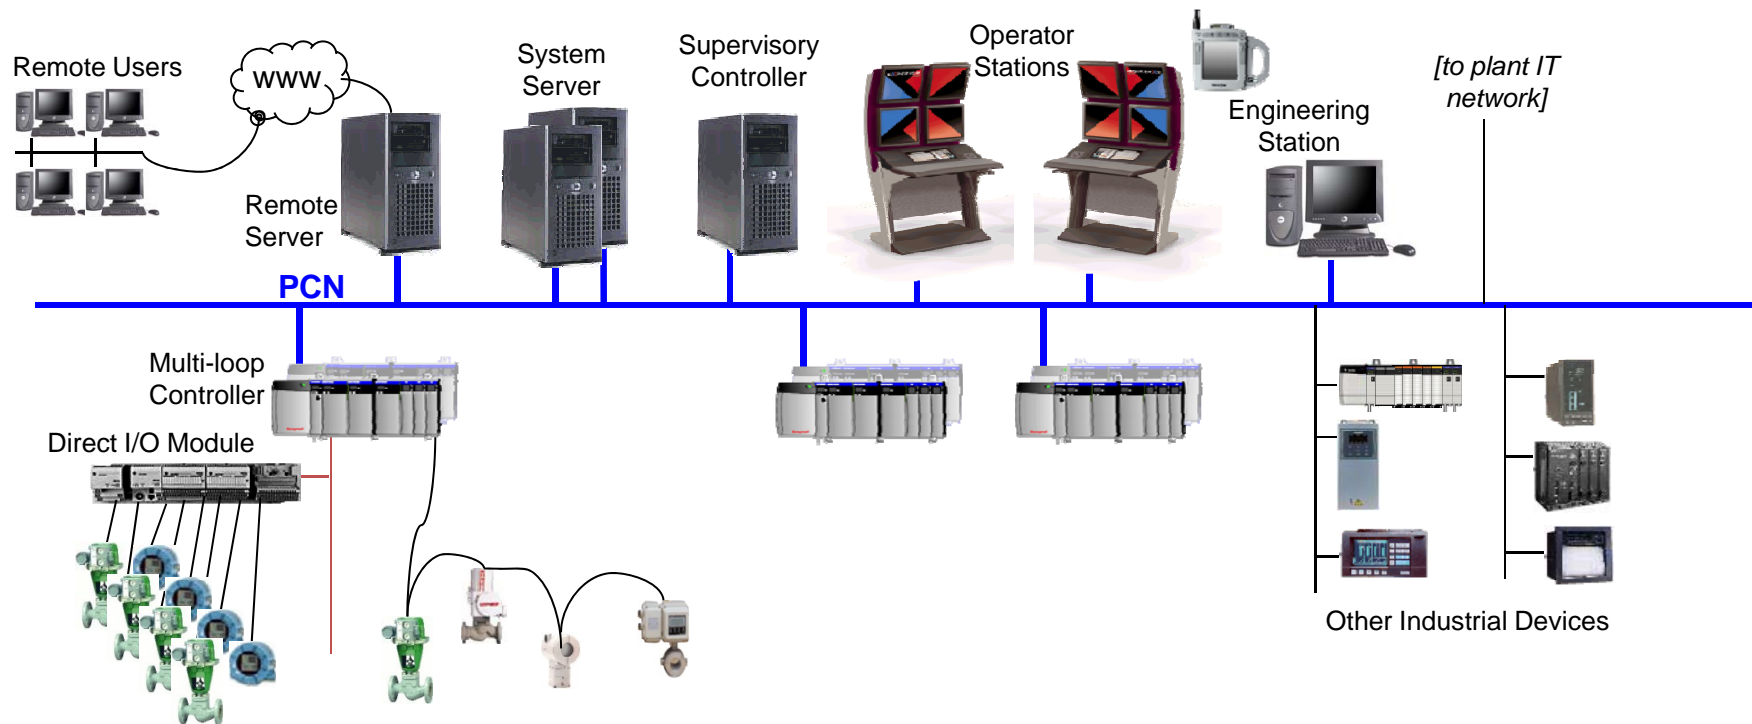 Remote Users
WWW
System
Server
Supervisory
Controller
Operator
Stations
Engineering
Station
[to plant IT
network]
Remote
Server
PCN
Multi-loop
Controller
Direct I/O Module
Other Industrial Devices